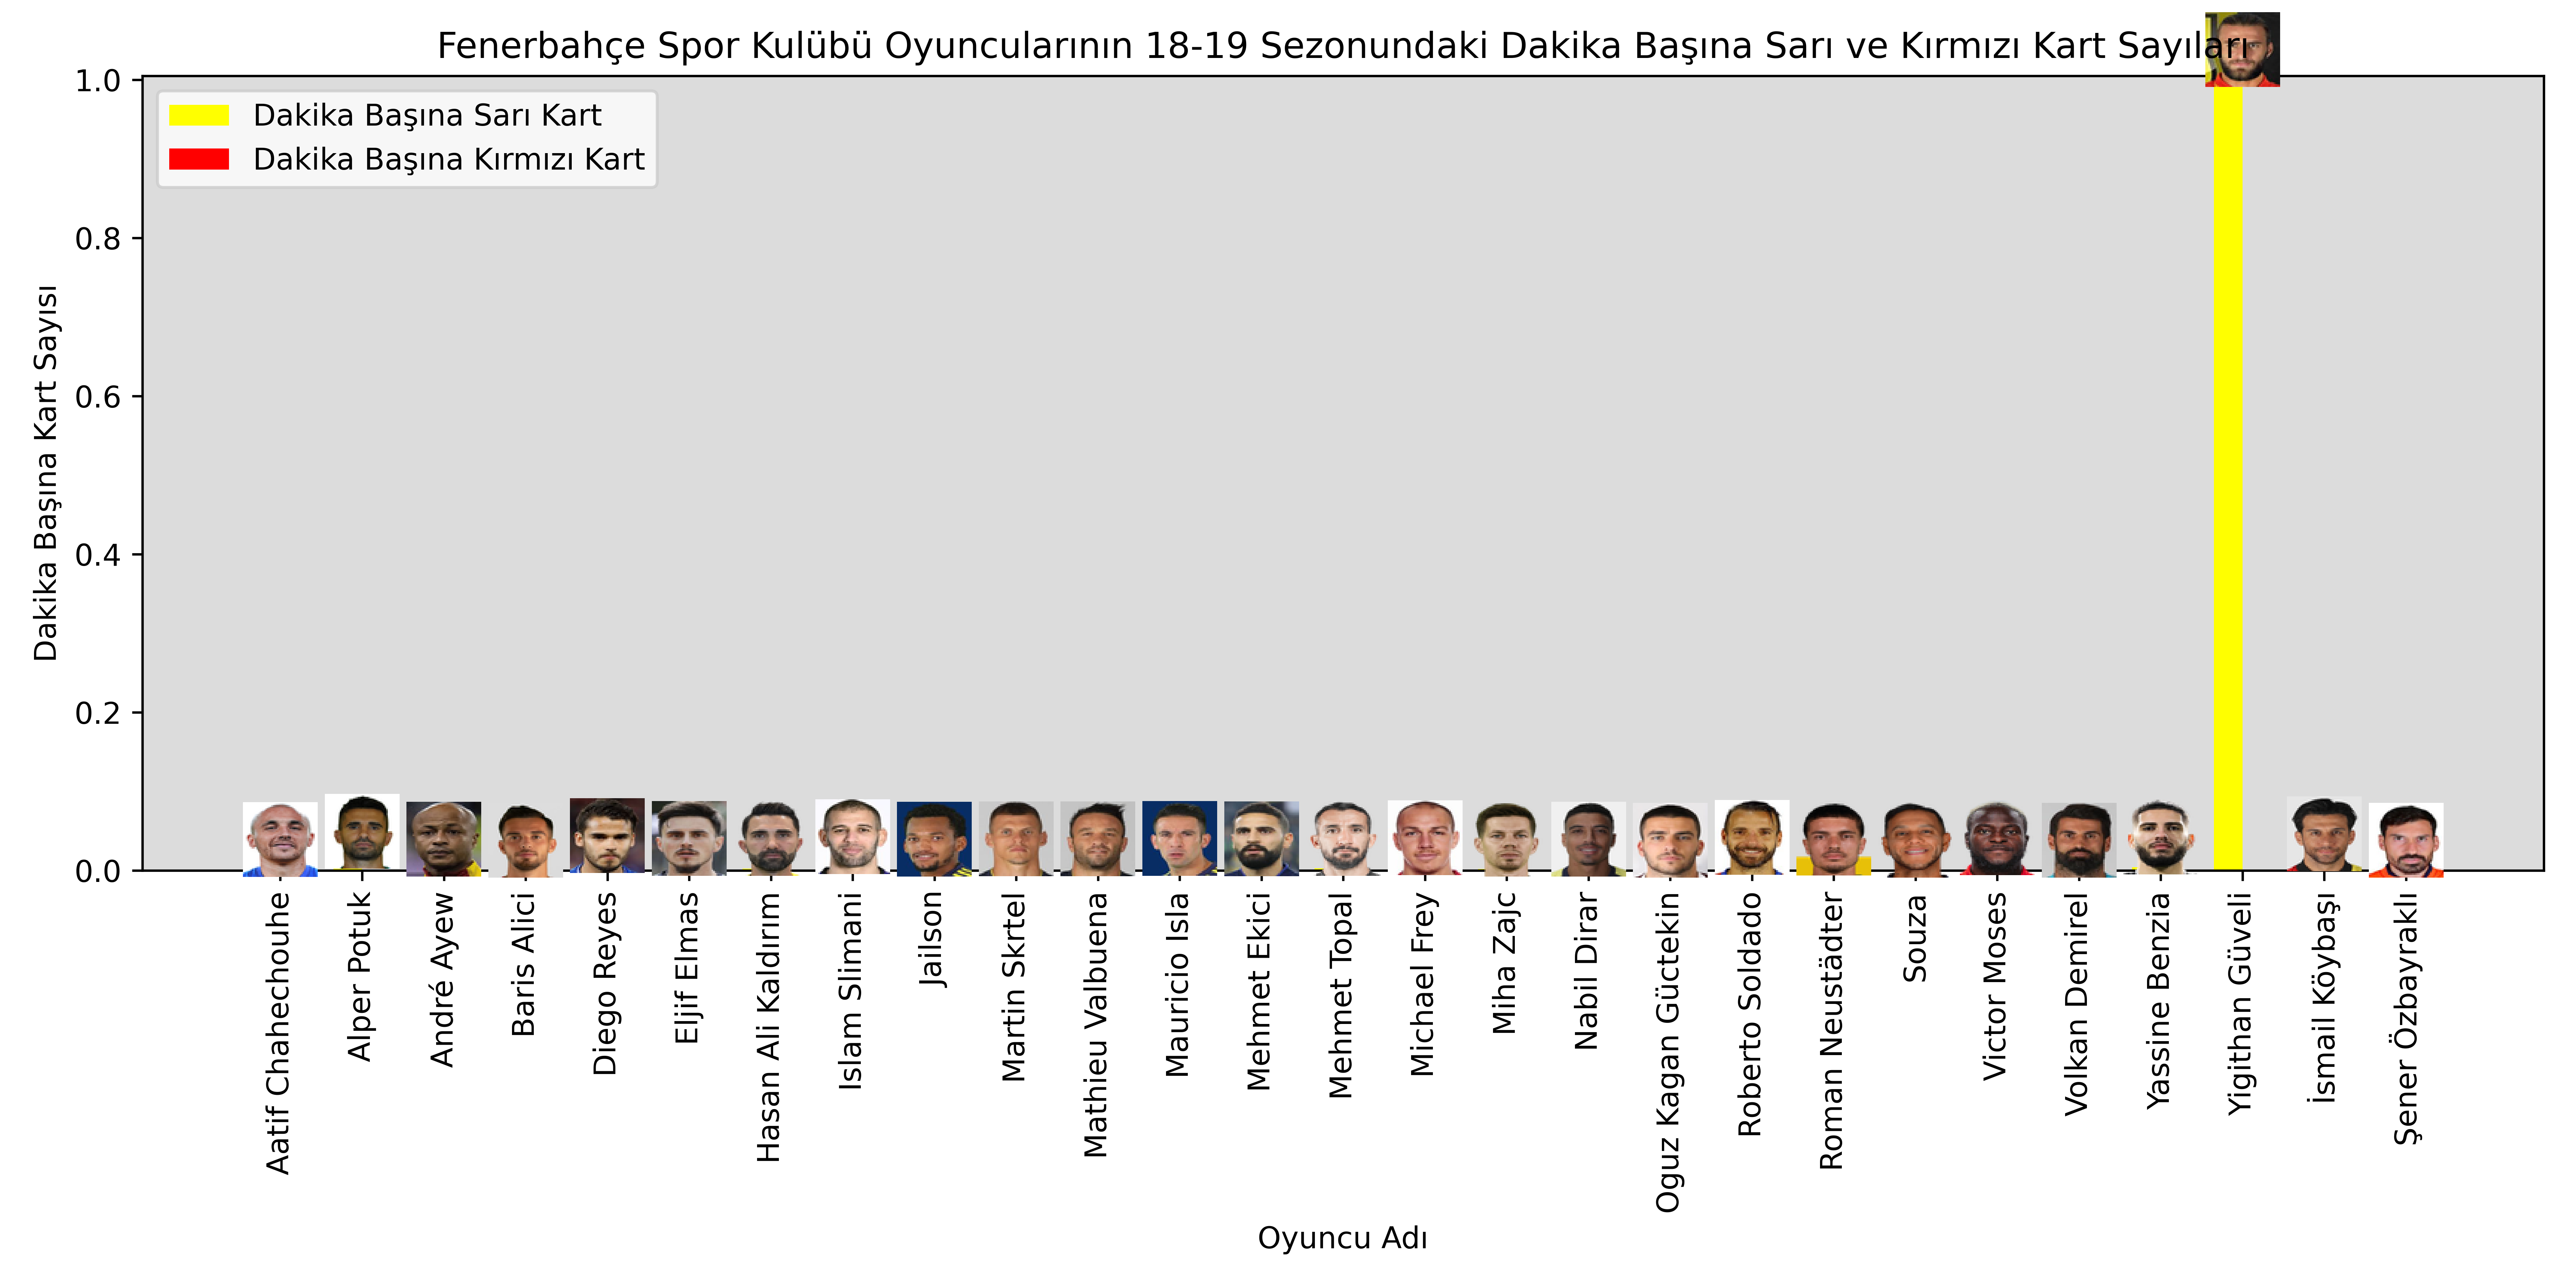 Fenerbahçe Spor Kulübü Oyuncularının 18-19 Sezonundaki Dakika Başına Sarı ve Kırmızı Kart Sayıları
Dakika Başına Sarı Kart
Dakika Başına Kırmızı Kart
Dakika Başına Kart Sayısı
1.0
0.8
0.6
0.4
0.2
0.0
Aatif Chahechouhe
Alper Potuk
André Ayew
Baris Alici
Diego Reyes
Eljif Elmas
Hasan Ali Kaldırım
Islam Slimani
Jailson
Martin Skrtel
Mathieu Valbuena
Mauricio Isla
Mehmet Ekici
Mehmet Topal
Michael Frey
Miha Zajc
Nabil Dirar
Oguz Kagan Güctekin
Roberto Soldado
Roman Neustädter
Souza
Victor Moses
Volkan Demirel
Yassine Benzia
Yigithan Güveli
İsmail Köybaşı
Şener Özbayraklı
Oyuncu Adı